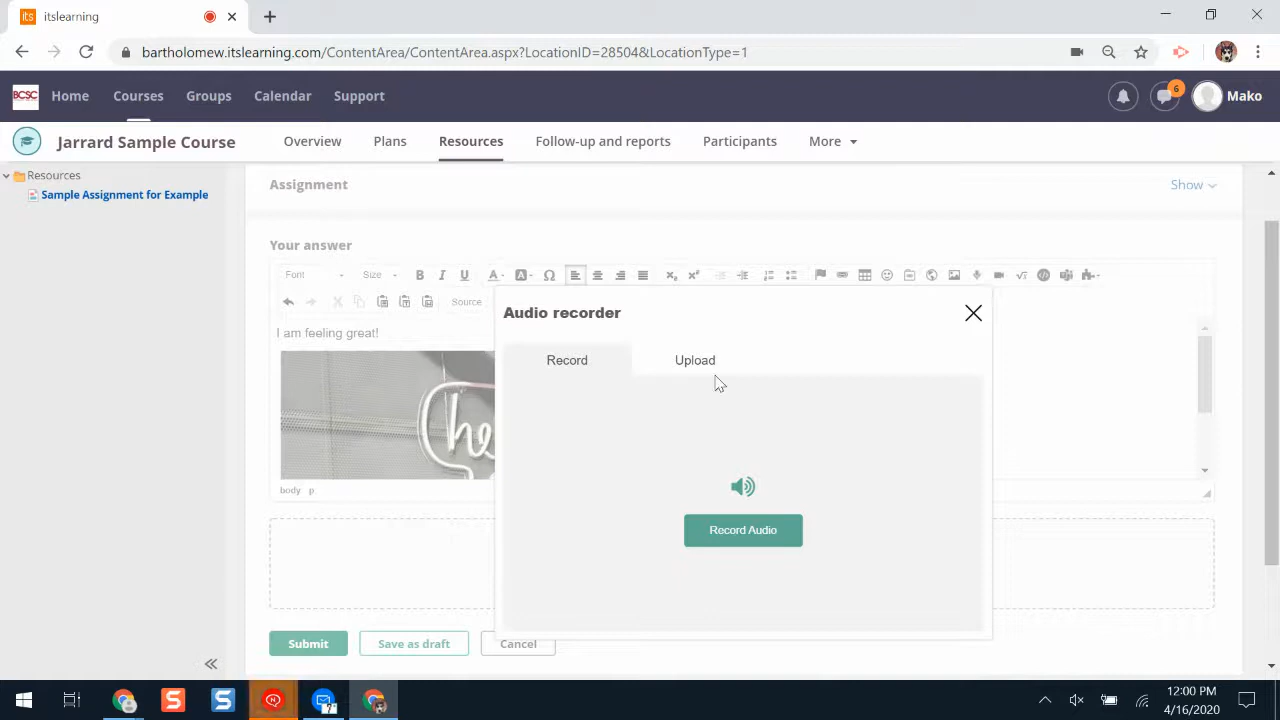 its itslearning
bartholomew.itslearning.com/ContentArea/ContentArea.aspx?LocationID=28504&LocationType=1
BCSC Home Courses Groups Calendar Support 6 Mako
Jarrard Sample Course Overview Plans Resources Follow-up and reports Participants More
Resources
Sample Assignment for Example
Assignment Show
Your answer
Font Size B I U A A Ω
Source
I am feeling great!
he
body p
Audio recorder
Record Upload
Record Audio
Submit Save as draft Cancel
12:00 PM
4/16/2020